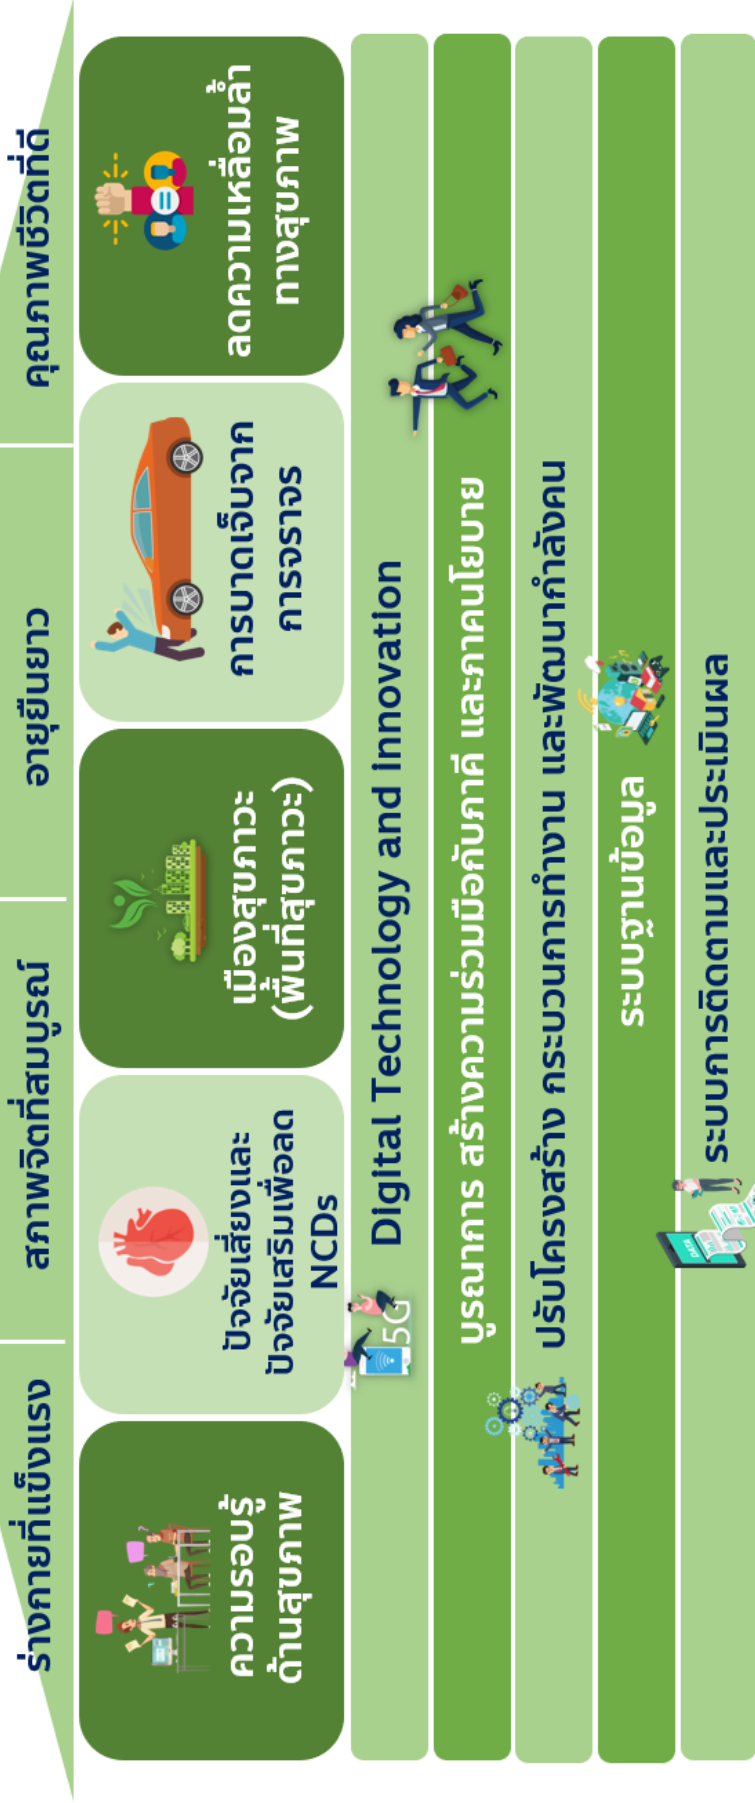 ร่างกายที่แข็งแรง
สภาพจิตที่สมบูรณ์
อายุยืนยาว
คุณภาพชีวิตที่ดี
ความรอบรู้
ด้านสุขภาพ
ปัจจัยเสี่ยงและ
ปัจจัยเสริมเพื่อลด
NCDs
เมืองสุขภาวะ
(พื้นที่สุขภาวะ)
การบาดเจ็บจาก
การจราจร
ลดความเหลื่อมล้ำ
ทางสุขภาพ
5G
Digital Technology and innovation
บูรณาการ สร้างความร่วมมือกับภาคี และภาคนโยบาย
ปรับโครงสร้าง กระบวนการทำงาน และพัฒนากำลังคน
ระบบฐานข้อมูล
DATA
ระบบการติดตามและประเมินผล